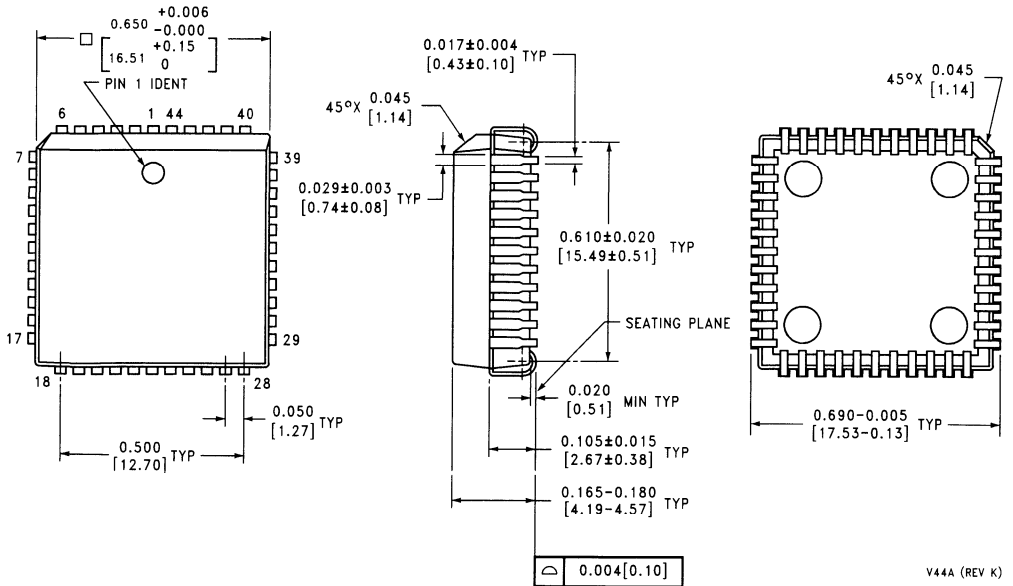 +0.006
0.650 -0.000
+0.15
16.51 0
PIN 1 IDENT
6 1 44 40
7 39
17 29
18 28
0.050
[1.27] TYP
0.500
[12.70] TYP
0.017±0.004
[0.43±0.10] TYP
45ºX 0.045
[1.14]
0.029±0.003
[0.74±0.08] TYP
0.610±0.020
[15.49±0.51] TYP
SEATING PLANE
0.020
[0.51] MIN TYP
0.105±0.015
[2.67±0.38] TYP
0.165-0.180
[4.19-4.57] TYP
0.004[0.10]
45ºX 0.045
[1.14]
0.690-0.005
[17.53-0.13] TYP
V44A (REV K)